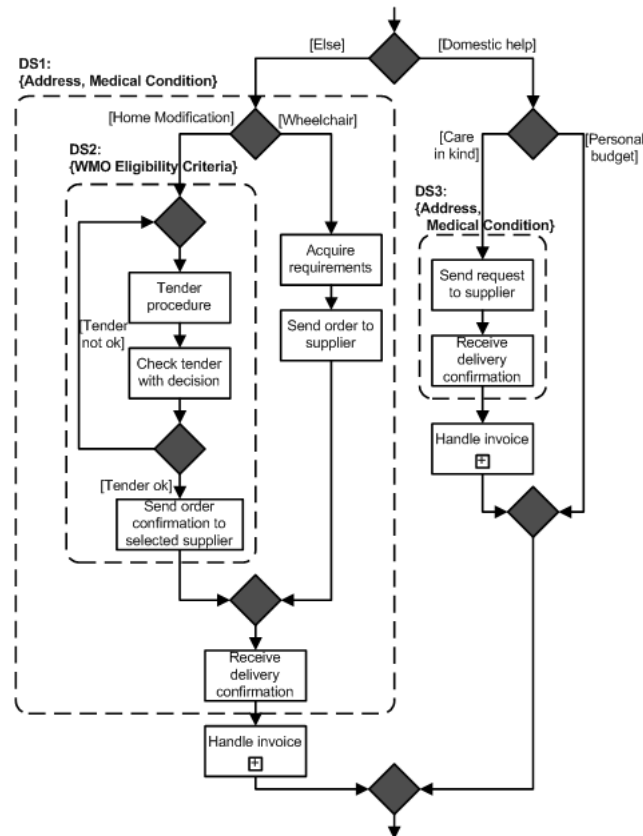 [Else]
[Domestic help]
DS1:
{Address, Medical Condition}
[Home Modification]
[Wheelchair]
[Care
in kind]
[Personal
budget]
DS2:
{WMO Eligibility Criteria}
DS3:
{Address,
Medical Condition}
Acquire
requirements
Send request
to supplier
Tender
procedure
Send order to
supplier
[Tender
not ok]
Receive
delivery
confirmation
Check tender
with decision
Handle invoice
[Tender ok]
Send order
confirmation to
selected supplier
Receive
delivery
confirmation
Handle invoice